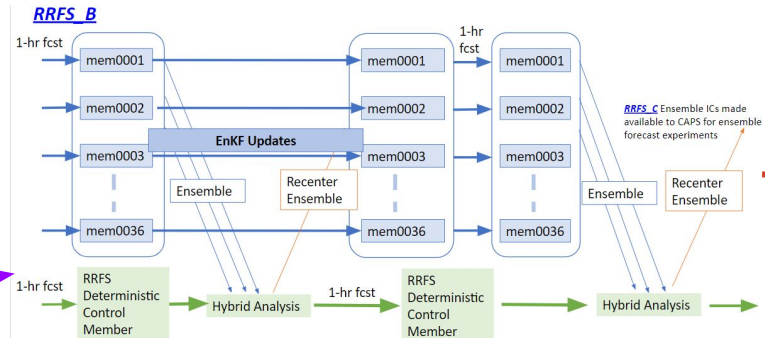 RRFS_B
1-hr fcst
mem0001
mem0002
mem0003
mem0036
EnKF Updates
Ensemble
Recenter
Ensemble
mem0001
mem0002
mem0003
mem0036
1-hr
fcst
mem0001
mem0002
mem0003
mem0036
Ensemble
Recenter
Ensemble
RRFS_C Ensemble ICs made
available to CAPS for ensemble
forecast experiments
1-hr fcst
RRFS
Deterministic
Control
Member
Hybrid Analysis
1-hr fcst
RRFS
Deterministic
Control
Member
Hybrid Analysis